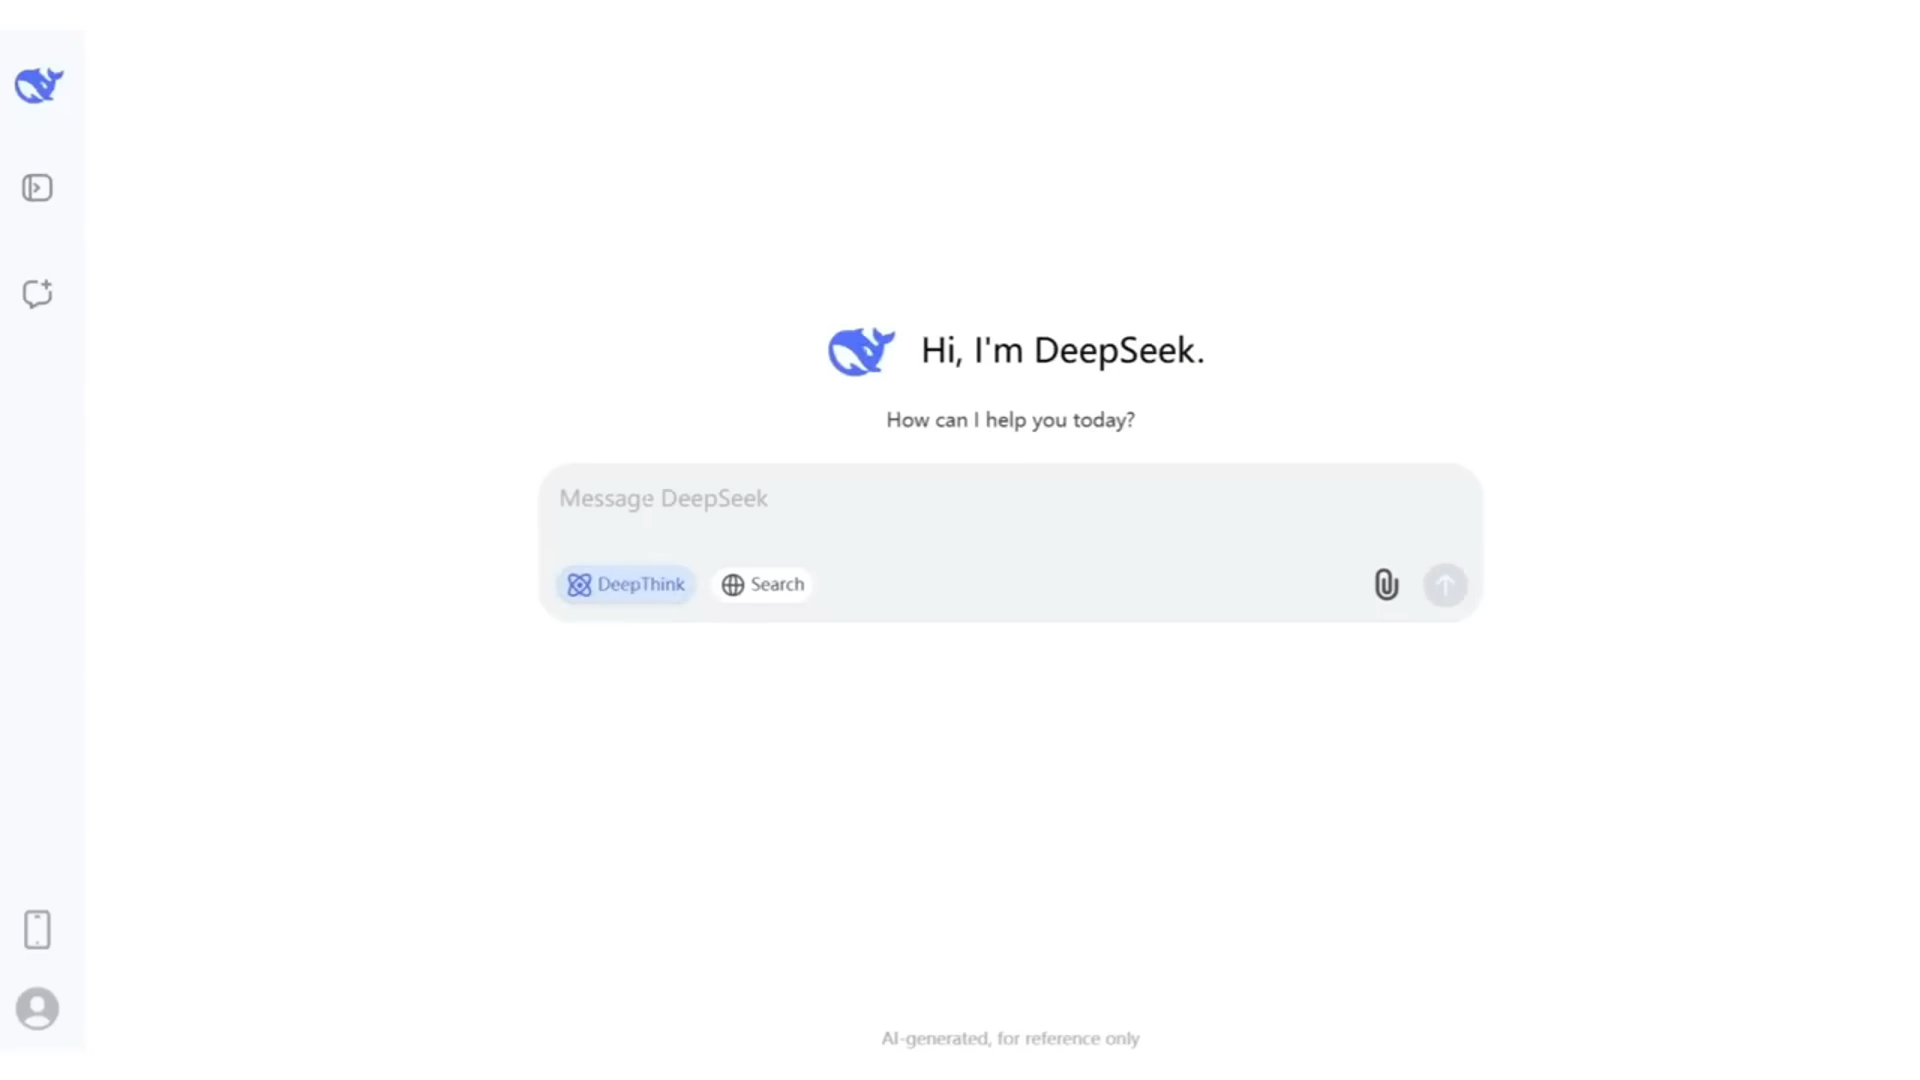 Hi, I'm DeepSeek.
How can I help you today?
Message DeepSeek
DeepThink
Search
AI-generated, for reference only